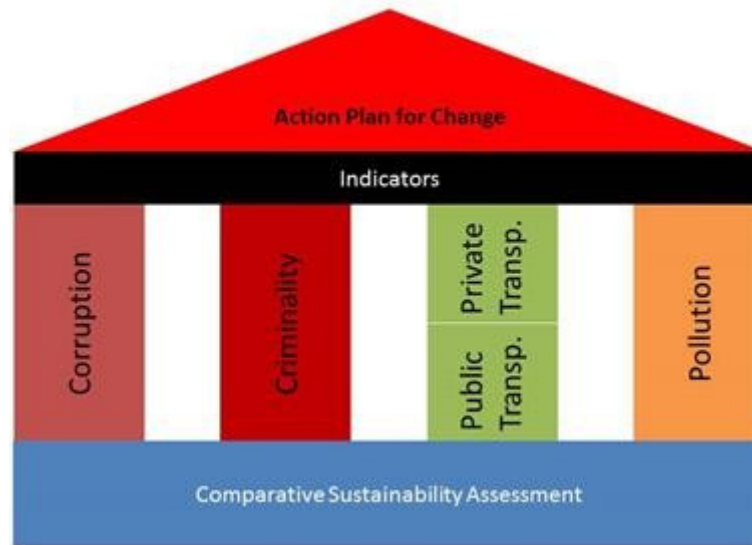 Action Plan for Change
Indicators
Corruption
Criminality
Private
Transp.
Public
Transp.
Pollution
Comparative Sustainability Assessment